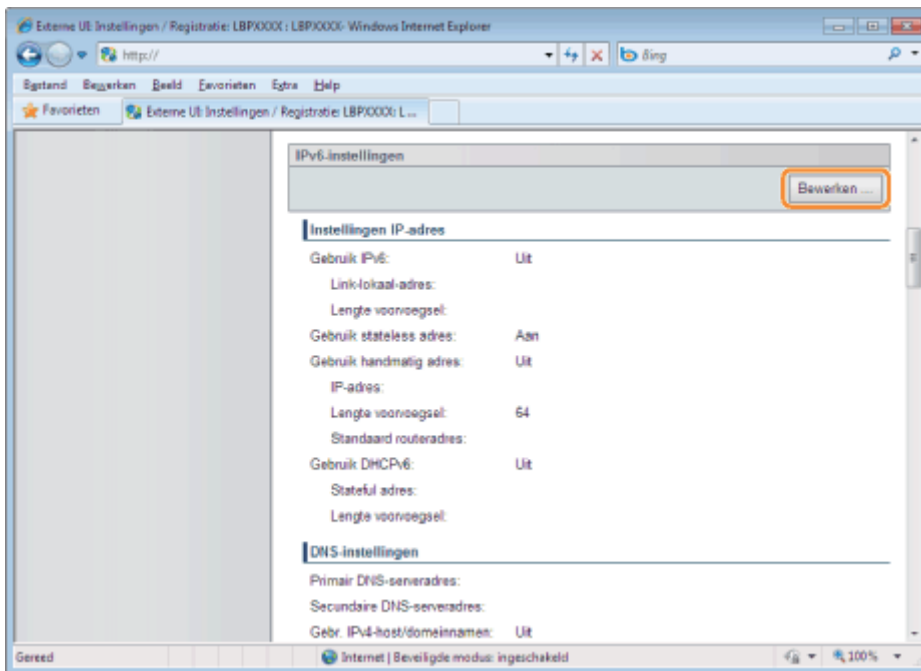 Externe UI: Instellingen / Registratie: LBPXXXX : LBPXXXX- Windows Internet Explorer
http://
Bing
Bestand Bewerken Beeld Favorieten Extra Help
Favorieten Externe UI: Instellingen / Registratie: LBPXXXX: L...
IPv6-instellingen
Bewerken ...
Instellingen IP-adres
Gebruik IPv6: Uit
Link-lokaal-adres:
Lengte voorvoegsel:
Gebruik stateless adres: Aan
Gebruik handmatig adres: Uit
IP-adres:
Lengte voorvoegsel: 64
Standaard routeradres:
Gebruik DHCPv6: Uit
Stateful adres:
Lengte voorvoegsel:
DNS-instellingen
Primair DNS-serveradres:
Secundaire DNS-serveradres:
Gebr. IPv4-host/domeinnamen: Uit
Gereed Internet | Beveiligde modus: ingeschakeld 100%